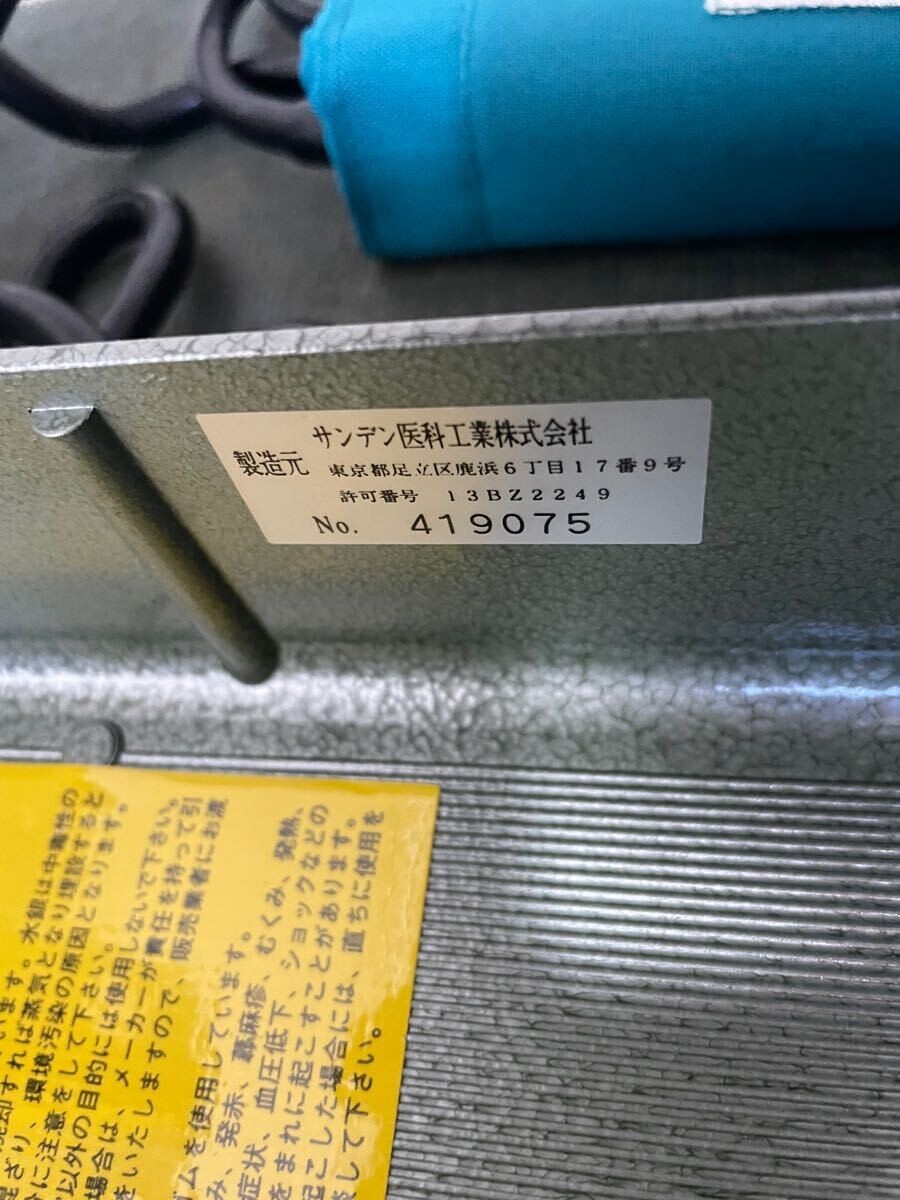 サンデン医科工業株式会社
製造元 東京都足立区鹿浜6丁目17番9号
許可番号 13BZ2249
No. 419075
います。水銀は中毒性の
すれば蒸気となり埋設すると
ざり、環境汚染の原因となります。
に注意をして下さい。
以外の目的には使用しないで下さい。
場合は、メーカーが責任を持って引
をいたしますので、販売業者にお渡
ゴムを使用しています。
み、発赤、蕁麻疹、むくみ、発熱、
症状、血圧低下、ショックなどの
をまれに起こすことがあります。
起こした場合には、直ちに使用を
して下さい。